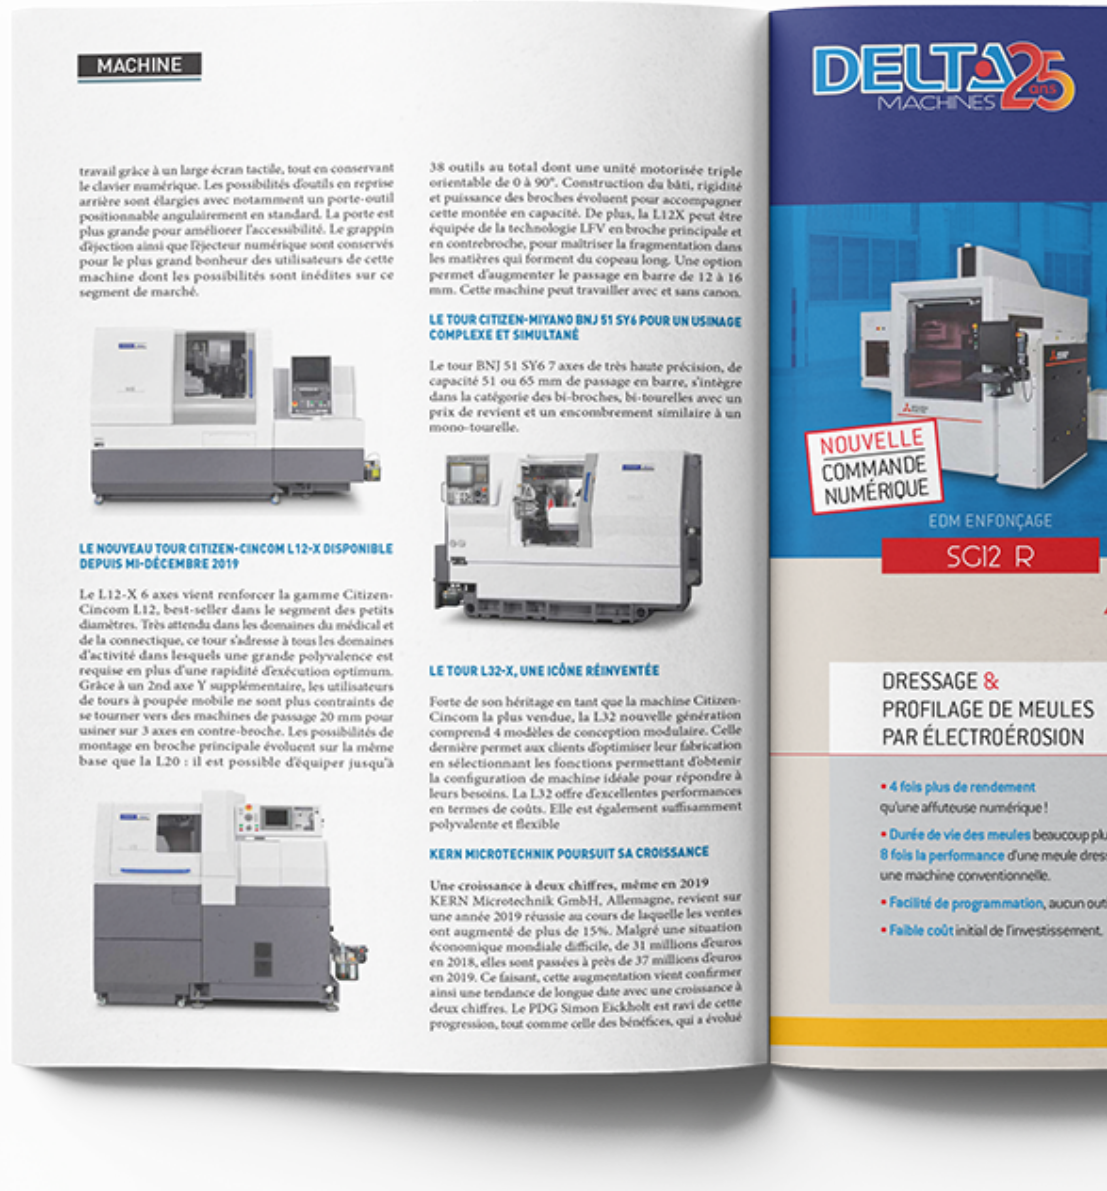 MACHINE
travail grâce à un large écran tactile, tout en conservant
le clavier numérique. Les possibilités d'outils en reprise
arrière sont élargies avec notamment un porte-outil
positionnable angulairement en standard. La porte est
plus grande pour améliorer l'accessibilité. Le grappin
d'éjection ainsi que l'éjecteur numérique sont conservés
pour le plus grand bonheur des utilisateurs de cette
machine dont les possibilités sont inédites sur ce
segment de marché.
LE NOUVEAU TOUR CITIZEN-CINCOM L12-X DISPONIBLE
DEPUIS MI-DÉCEMBRE 2019
Le L12-X 6 axes vient renforcer la gamme Citizen-
Cincom L12, best-seller dans le segment des petits
diamètres. Très attendu dans les domaines du médical et
de la connectique, ce tour s'adresse à tous les domaines
d'activité dans lesquels une grande polyvalence est
requise en plus d'une rapidité d'exécution optimum.
Grâce à un 2nd axe Y supplémentaire, les utilisateurs
de tours à poupée mobile ne sont plus contraints de
se tourner vers des machines de passage 20 mm pour
usiner sur 3 axes en contre-broche. Les possibilités de
montage en broche principale évoluent sur la même
base que la L20 : il est possible d'équiper jusqu'à
38 outils au total dont une unité motorisée triple
orientable de 0 à 90°. Construction du bâti, rigidité
et puissance des broches évoluent pour accompagner
cette montée en capacité. De plus, la L12X peut être
équipée de la technologie LFV en broche principale et
en contrebroche, pour maîtriser la fragmentation dans
les matières qui forment du copeau long. Une option
permet d'augmenter le passage en barre de 12 à 16
mm. Cette machine peut travailler avec et sans canon.
LE TOUR CITIZEN-MIYANO BNJ 51 SY6 POUR UN USINAGE
COMPLEXE ET SIMULTANÉ
Le tour BNJ 51 SY6 7 axes de très haute précision, de
capacité 51 ou 65 mm de passage en barre, s'intègre
dans la catégorie des bi-broches, bi-tourelles avec un
prix de revient et un encombrement similaire à un
mono-tourelle.
LE TOUR L32-X, UNE ICÔNE RÉINVENTÉE
Forte de son héritage en tant que la machine Citizen-
Cincom la plus vendue, la L32 nouvelle génération
comprend 4 modèles de conception modulaire. Celle
dernière permet aux clients d'optimiser leur fabrication
en sélectionnant les fonctions permettant d'obtenir
la configuration de machine idéale pour répondre à
leurs besoins. La L32 offre d'excellentes performances
en termes de coûts. Elle est également suffisamment
polyvalente et flexible
KERN MICROTECHNIK POURSUIT SA CROISSANCE
Une croissance à deux chiffres, même en 2019
KERN Microtechnik GmbH, Allemagne, revient sur
une année 2019 réussie au cours de laquelle les ventes
ont augmenté de plus de 15%. Malgré une situation
économique mondiale difficile, de 31 millions d'euros
en 2018, elles sont passées à près de 37 millions d'euros
en 2019. Ce faisant, cette augmentation vient confirmer
ainsi une tendance de longue date avec une croissance à
deux chiffres. Le PDG Simon Eickholt est ravi de cette
progression, tout comme celle des bénéfices, qui a évolué
DELTA 25
MACHINES ans
NOUVELLE
COMMANDE
NUMÉRIQUE
EDM ENFONÇAGE
SG12 R
DRESSAGE &
PROFILAGE DE MEULES
PAR ÉLECTROÉROSION
• 4 fois plus de rendement
qu'une affuteuse numérique !
• Durée de vie des meules beaucoup plu
8 fois la performance d'une meule dress
une machine conventionnelle.
• Facilité de programmation, aucun out
• Faible coût initial de l'investissement.